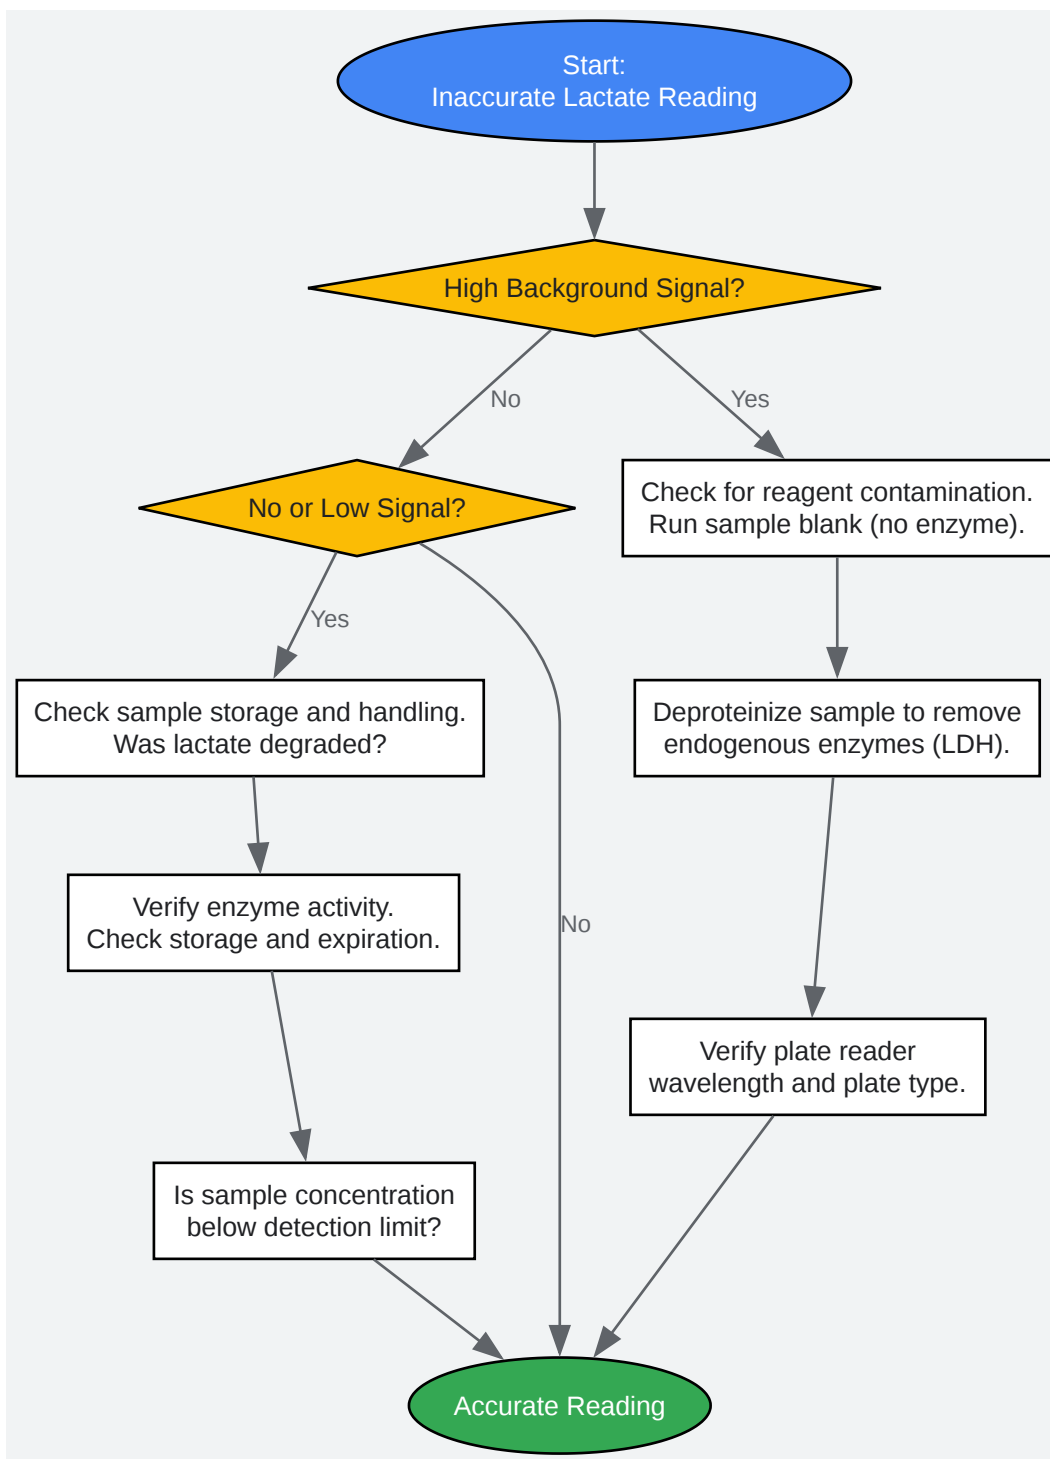 Start:
Inaccurate Lactate Reading
High Background Signal?
No
Yes
No or Low Signal?
Check for reagent contamination.
Run sample blank (no enzyme).
Yes
Check sample storage and handling.
Was lactate degraded?
Deproteinize sample to remove
endogenous enzymes (LDH).
Verify enzyme activity.
Check storage and expiration.
No
Verify plate reader
wavelength and plate type.
Is sample concentration
below detection limit?
Accurate Reading